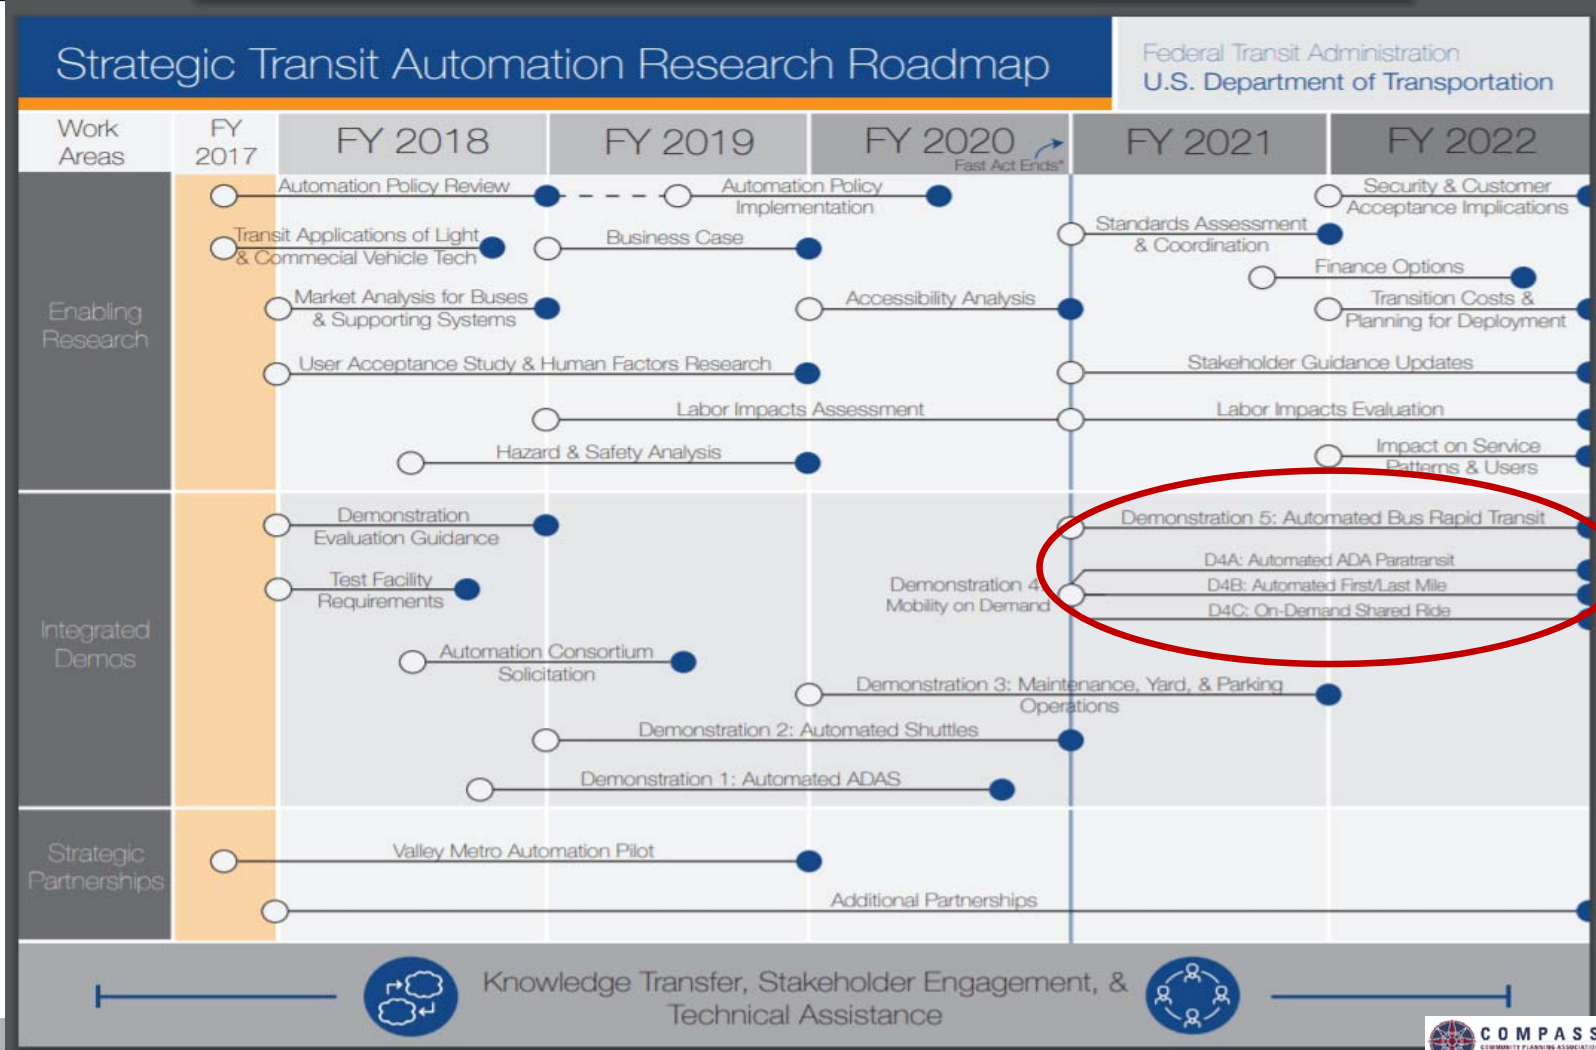 Strategic Transit Automation Research Roadmap
Federal Transit Administration
U.S. Department of Transportation
Work
Areas
FY
2017
FY 2018
FY 2019
FY 2020
Fast Act Ends*
FY 2021
FY 2022
Enabling
Research
Automation Policy Review
Automation Policy
Implementation
Security & Customer
Acceptance Implications
Transit Applications of Light
& Commecial Vehicle Tech
Business Case
Standards Assessment
& Coordination
Finance Options
Market Analysis for Buses
& Supporting Systems
Accessibility Analysis
Transition Costs &
Planning for Deployment
User Acceptance Study & Human Factors Research
Stakeholder Guidance Updates
Labor Impacts Assessment
Labor Impacts Evaluation
Hazard & Safety Analysis
Impact on Service
Patterns & Users
Integrated
Demos
Demonstration
Evaluation Guidance
Demonstration 5: Automated Bus Rapid Transit
Test Facility
Requirements
Demonstration 4
Mobility on Demand
D4A: Automated ADA Paratransit
D4B: Automated First/Last Mile
D4C: On-Demand Shared Ride
Automation Consortium
Solicitation
Demonstration 3: Maintenance, Yard, & Parking
Operations
Demonstration 2: Automated Shuttles
Demonstration 1: Automated ADAS
Strategic
Partnerships
Valley Metro Automation Pilot
Additional Partnerships
Knowledge Transfer, Stakeholder Engagement, &
Technical Assistance
COMPASS
COMMUNITY PLANNING ASSOCIATION